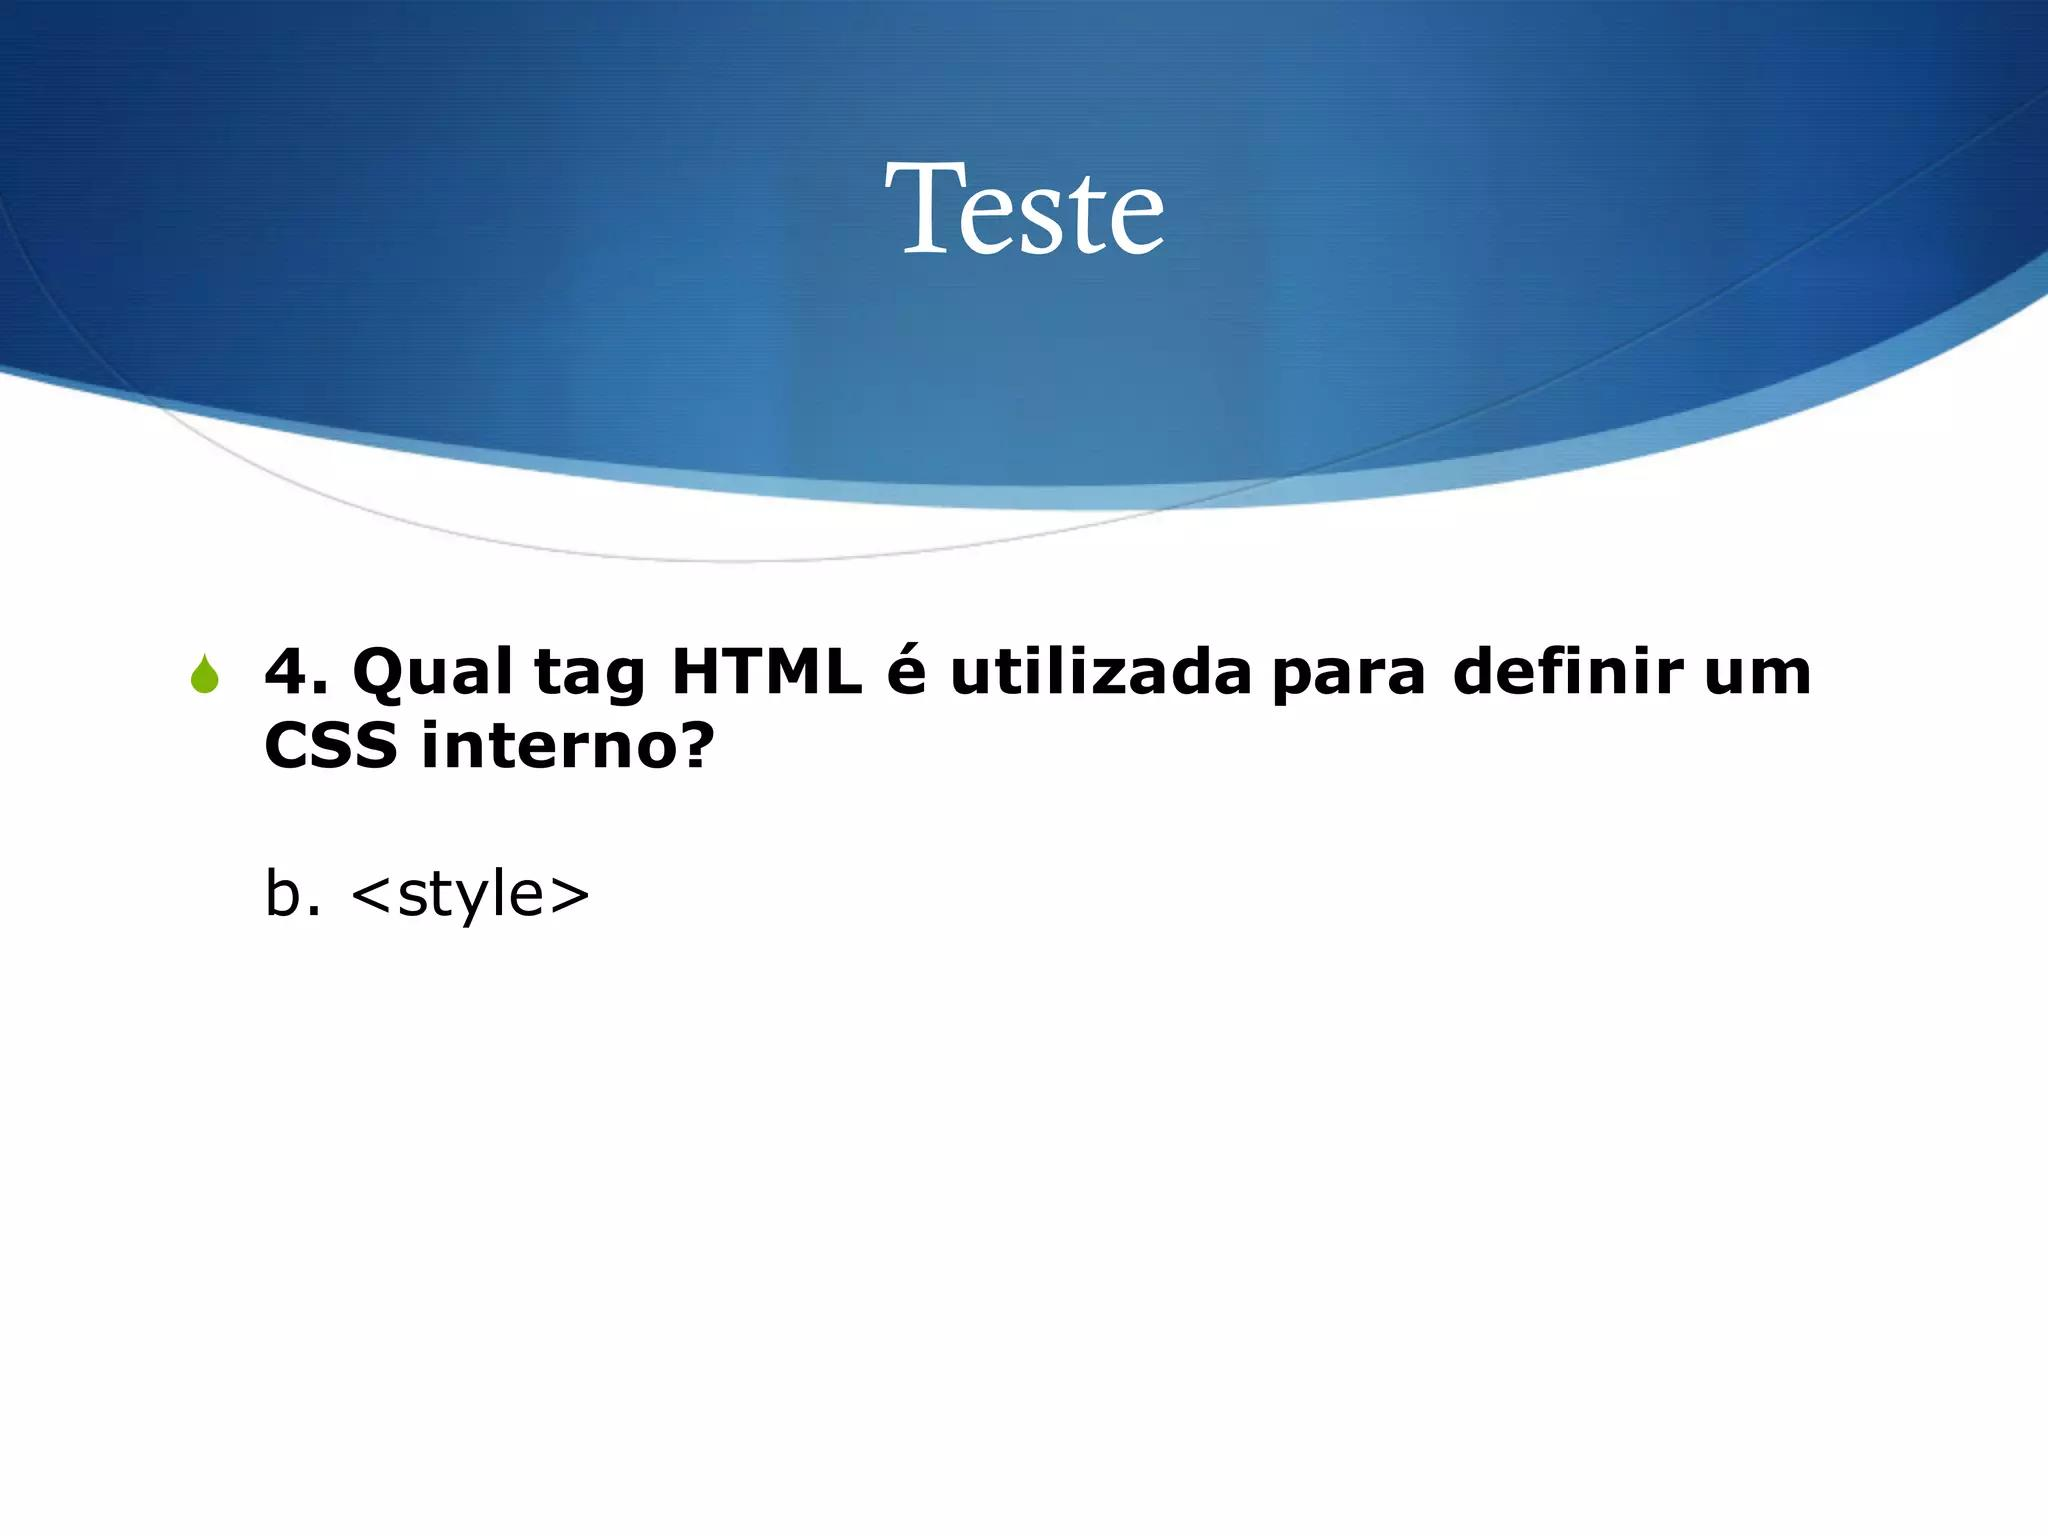 Teste
4. Qual tag HTML é utilizada para definir um
CSS interno?
b. <style>